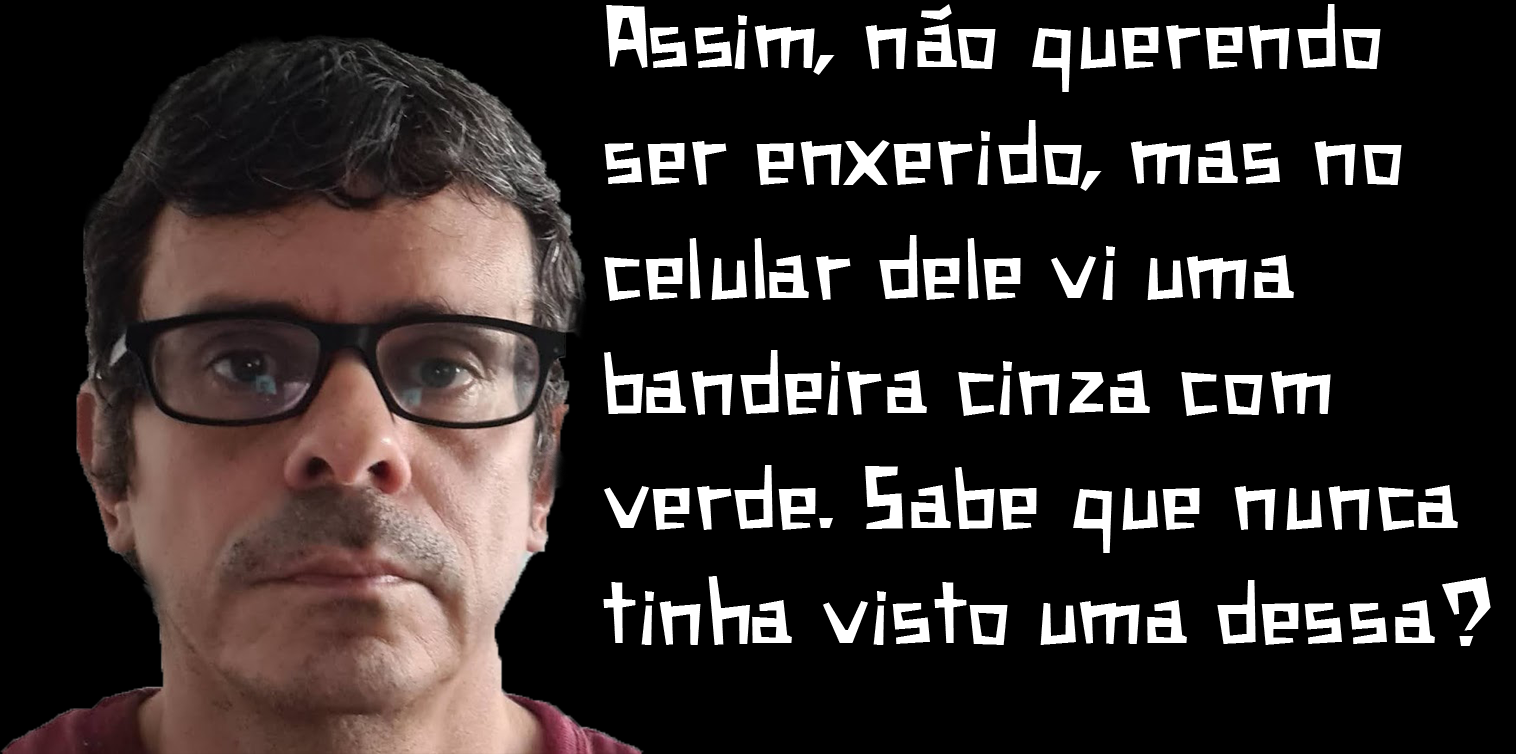 Assim, não querendo
ser enxerido, mas no
celular dele vi uma
bandeira cinza com
verde. Sabe que nunca
tinha visto uma dessa?